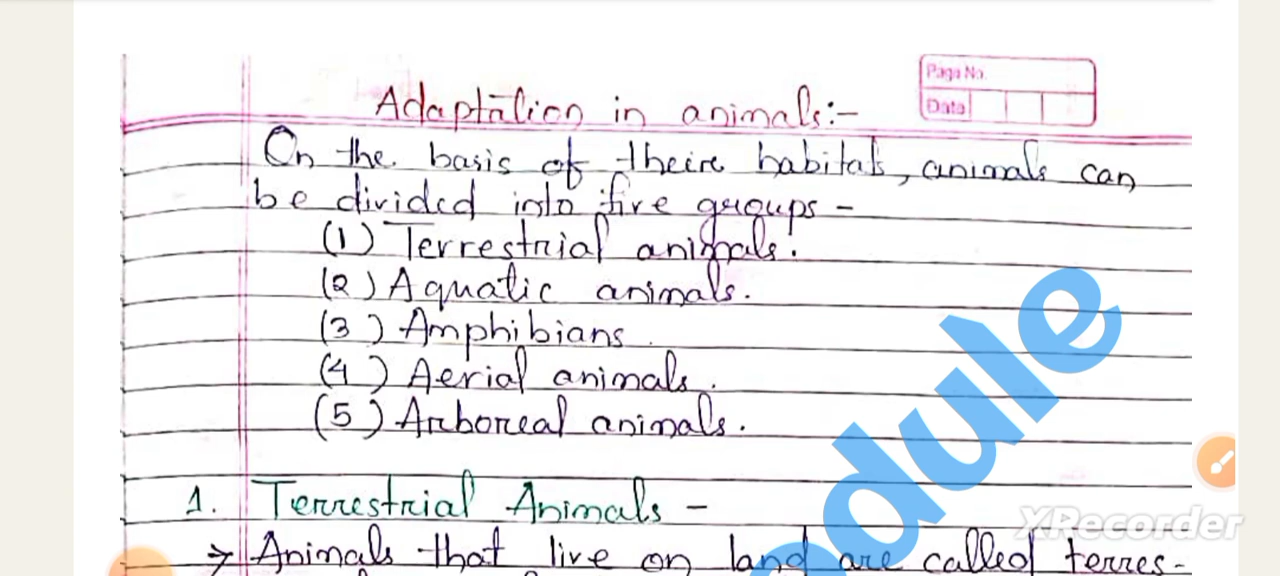 Page No.
Date
Adaptation in animals:-
On the basis of theire habitats, animals can
be divided into five groups -
(1) Terrestrial animals.
(2) Aquatic animals.
(3) Amphibians.
(4) Aerial animals.
(5) Arboreal animals.
1. Terrestrial Animals -
→ Animals that live on land are called terres-
dule
XRecorder